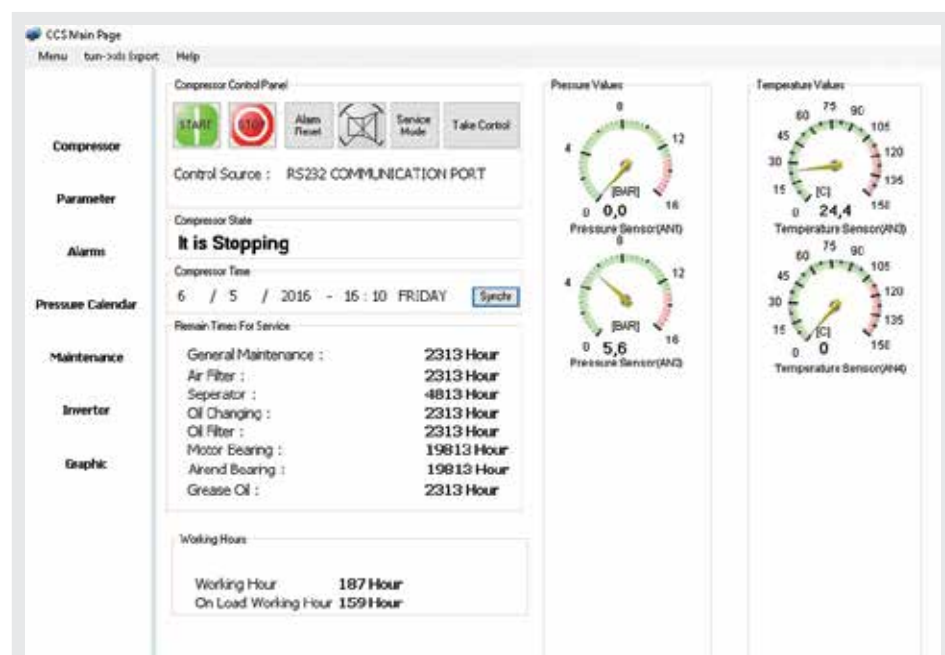 CCS Main Page
Menu tum->xls Export Help
Compressor
Parameter
Alarms
Pressure Calendar
Maintenance
Inverter
Graphic
Compressor Control Panel
START STOP Alarm Reset Service Mode Take Control
Control Source : RS232 COMMUNICATION PORT
Compressor State
It is Stopping
Compressor Time
6 / 5 / 2016 - 16 : 10 FRIDAY Synchr
Remain Times For Service
General Maintenance : 2313 Hour
Air Filter : 2313 Hour
Seperator : 4813 Hour
Oil Changing : 2313 Hour
Oil Filter : 2313 Hour
Motor Bearing : 19813 Hour
Airend Bearing : 19813 Hour
Grease Oil : 2313 Hour
Working Hours
Working Hour 187 Hour
On Load Working Hour 159 Hour
Pressure Values
0 4 8 12 16
[BAR]
0,0
Pressure Sensor(AN1)
0 4 8 12 16
[BAR]
5,6
Pressure Sensor(AN2)
Temperature Values
0 15 30 45 60 75 90 105 120 135 150
[C]
24,4
Temperature Sensor(AN3)
0 15 30 45 60 75 90 105 120 135 150
[C]
0
Temperature Sensor(AN4)